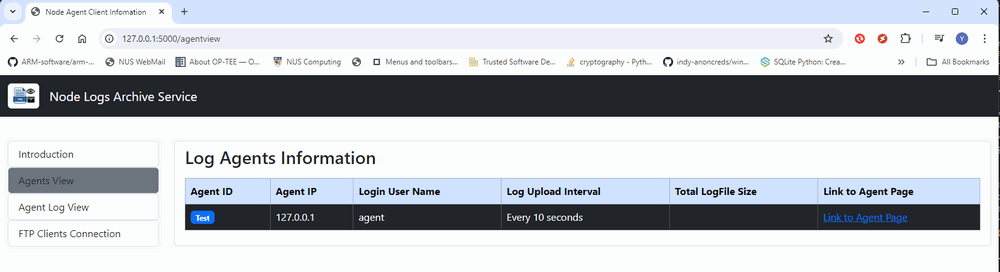 Node Agent Client Infomation
127.0.0.1:5000/agentview
Y
ARM-software/arm-...
NUS WebMail
About OP-TEE — O...
NUS Computing
Menus and toolbars...
Trusted Software De...
cryptography - Pyth...
indy-anoncreds/win...
SQLite Python: Crea...
»
All Bookmarks
Node Logs Archive Service
Introduction
Agents View
Agent Log View
FTP Clients Connection
Log Agents Information
Agent ID Agent IP Login User Name Log Upload Interval Total LogFile Size Link to Agent Page
Test 127.0.0.1 agent Every 10 seconds Link to Agent Page